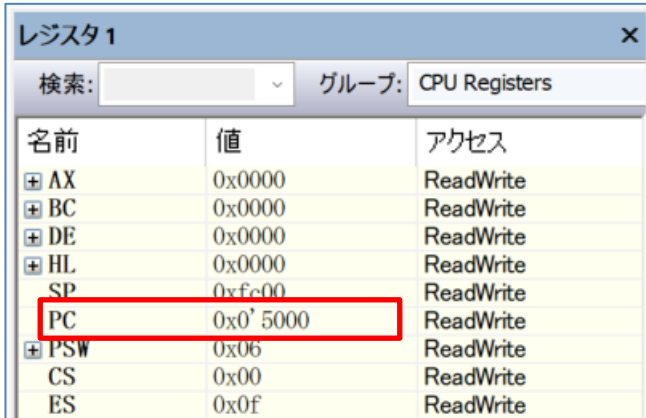 レジスタ 1 ×
検索: グループ: CPU Registers
名前 値 アクセス
AX 0x0000 ReadWrite
BC 0x0000 ReadWrite
DE 0x0000 ReadWrite
HL 0x0000 ReadWrite
SP 0xfc00 ReadWrite
PC 0x0'5000 ReadWrite
PSW 0x06 ReadWrite
CS 0x00 ReadWrite
ES 0x0f ReadWrite